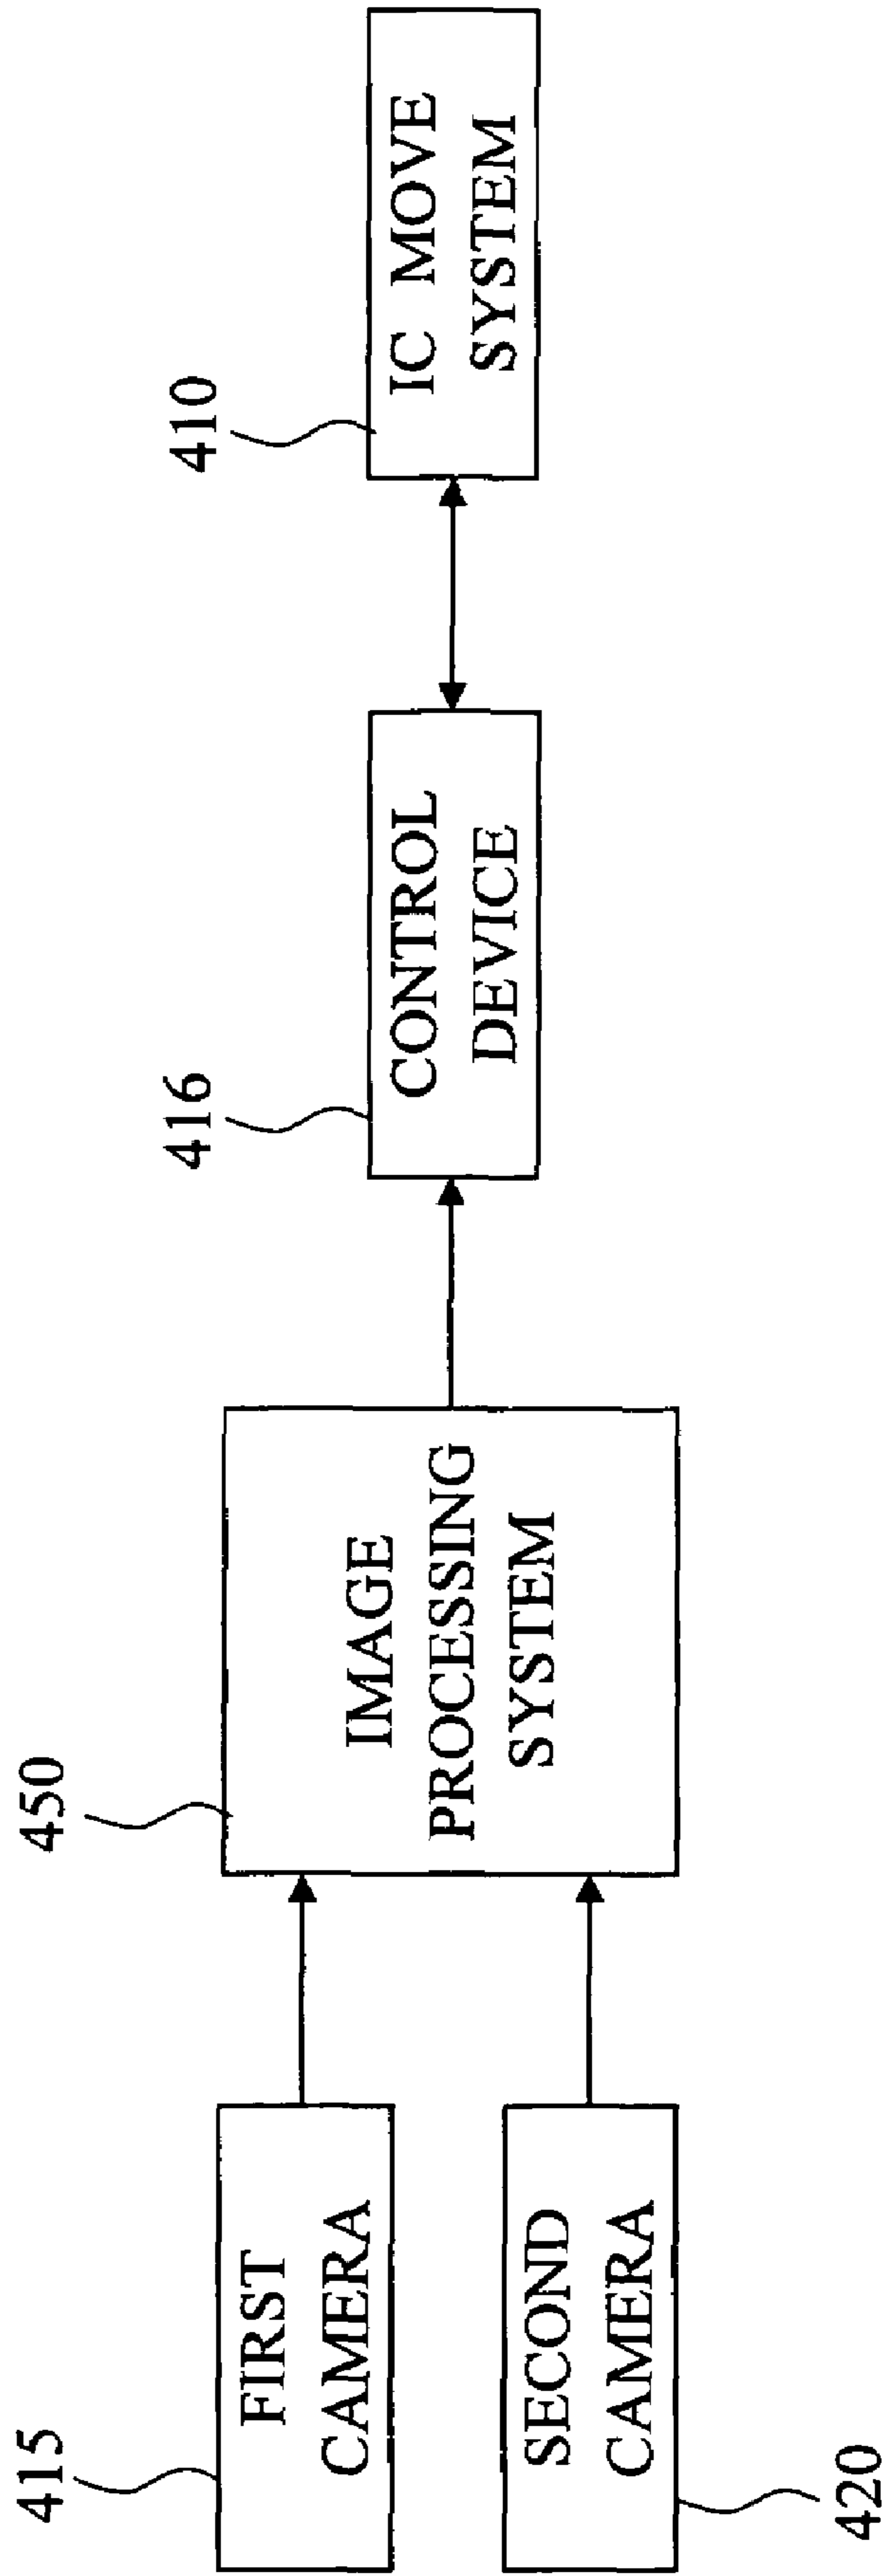 415
FIRST
CAMERA
SECOND
CAMERA
420
450
IMAGE
PROCESSING
SYSTEM
416
CONTROL
DEVICE
410
IC MOVE
SYSTEM